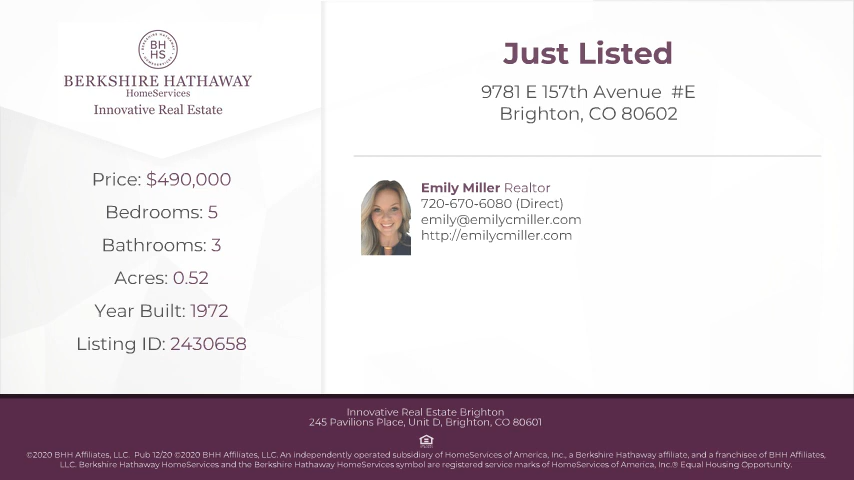 BH
HS
BERKSHIRE HATHAWAY
HomeServices
Innovative Real Estate
Price: $490,000
Bedrooms: 5
Bathrooms: 3
Acres: 0.52
Year Built: 1972
Listing ID: 2430658
Just Listed
9781 E 157th Avenue #E
Brighton, CO 80602
Emily Miller Realtor
720-670-6080 (Direct)
emily@emilycmiller.com
http://emilycmiller.com
Innovative Real Estate Brighton
245 Pavilions Place, Unit D, Brighton, CO 80601
©2020 BHH Affiliates, LLC. Pub 12/20 ©2020 BHH Affiliates, LLC. An independently operated subsidiary of HomeServices of America, Inc., a Berkshire Hathaway affiliate, and a franchisee of BHH Affiliates,
LLC. Berkshire Hathaway HomeServices and the Berkshire Hathaway HomeServices symbol are registered service marks of HomeServices of America, Inc.® Equal Housing Opportunity.